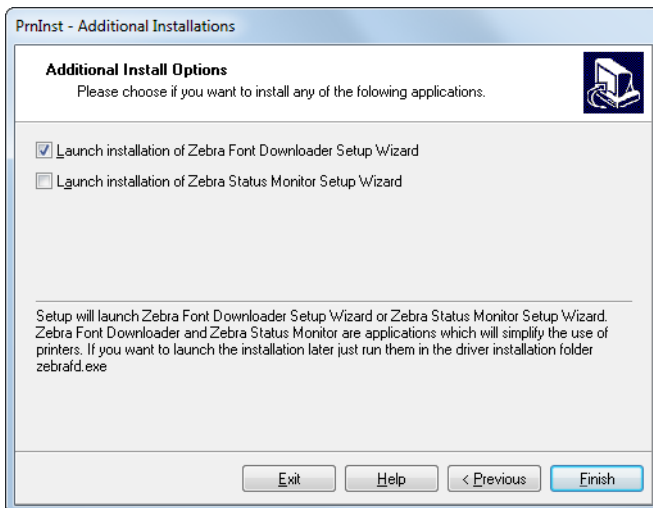 PrnInst - Additional Installations
Additional Install Options
Please choose if you want to install any of the folowing applications.
Launch installation of Zebra Font Downloader Setup Wizard
Launch installation of Zebra Status Monitor Setup Wizard
Setup will launch Zebra Font Downloader Setup Wizard or Zebra Status Monitor Setup Wizard.
Zebra Font Downloader and Zebra Status Monitor are applications which will simplify the use of
printers. If you want to launch the installation later just run them in the driver installation folder
zebrafd.exe
Exit
Help
< Previous
Finish